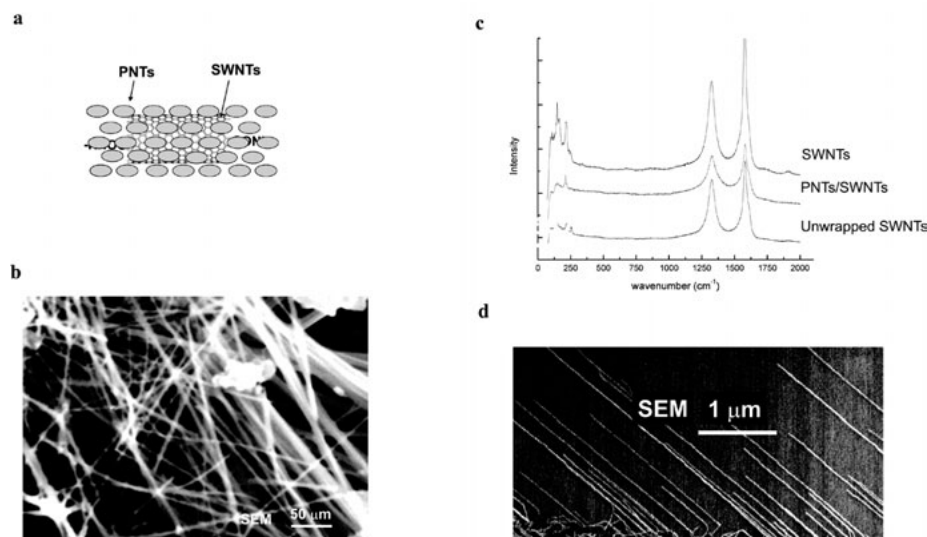 a
PNTs
SWNTs
b
SEM
50 µm
c
Intensity
SWNTs
PNTs/SWNTs
Unwrapped SWNTs
0
250
500
750
1000
1250
1500
1750
2000
wavenumber (cm-1)
d
SEM 1 µm